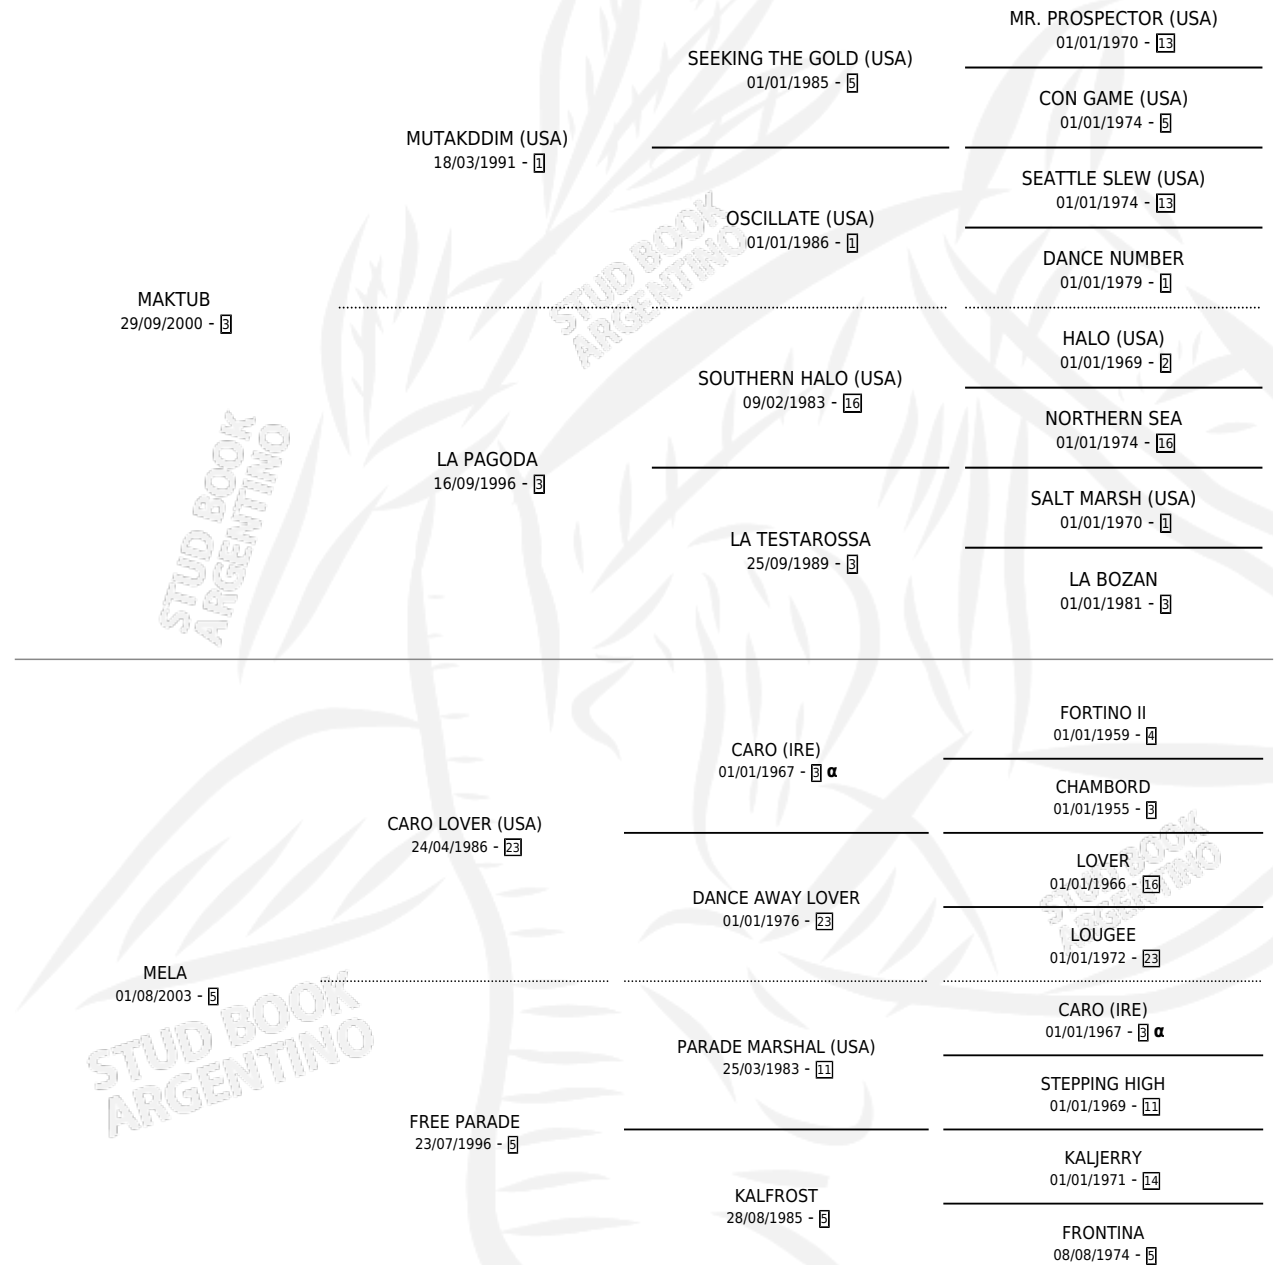 MR. PROSPECTOR (USA)
01/01/1970 - 13
SEEKING THE GOLD (USA)
01/01/1985 - 5
CON GAME (USA)
01/01/1974 - 5
MUTAKDDIM (USA)
18/03/1991 - 1
SEATTLE SLEW (USA)
01/01/1974 - 13
OSCILLATE (USA)
01/01/1986 - 1
DANCE NUMBER
01/01/1979 - 1
STUD BOOK
ARGENTINO
MAKTUB
29/09/2000 - 3
HALO (USA)
01/01/1969 - 2
SOUTHERN HALO (USA)
09/02/1983 - 16
NORTHERN SEA
01/01/1974 - 16
LA PAGODA
16/09/1996 - 3
SALT MARSH (USA)
01/01/1970 - 1
LA TESTAROSSA
25/09/1989 - 3
LA BOZAN
01/01/1981 - 3
STUD BOOK
ARGENTINO
FORTINO II
01/01/1959 - 4
CARO (IRE)
01/01/1967 - 3 α
CHAMBORD
01/01/1955 - 3
CARO LOVER (USA)
24/04/1986 - 23
LOVER
01/01/1966 - 16
DANCE AWAY LOVER
01/01/1976 - 23
LOUGEE
01/01/1972 - 23
STUD BOOK
ARGENTINO
MELA
01/08/2003 - 5
CARO (IRE)
01/01/1967 - 3 α
PARADE MARSHAL (USA)
25/03/1983 - 11
STEPPING HIGH
01/01/1969 - 11
FREE PARADE
23/07/1996 - 5
KALJERRY
01/01/1971 - 14
KALFROST
28/08/1985 - 5
FRONTINA
08/08/1974 - 5
STUD BOOK
ARGENTINO